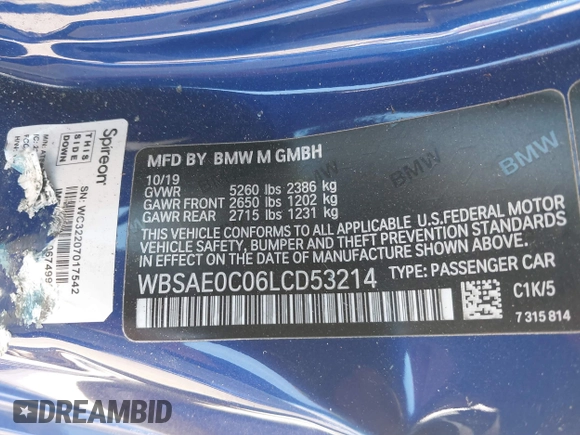 MFD BY BMW M GMBH
10/19
GVWR 5260 lbs 2386 kg
GAWR FRONT 2650 lbs 1202 kg
GAWR REAR 2715 lbs 1231 kg
THIS VEHICLE CONFORMS TO ALL APPLICABLE U.S.FEDERAL MOTOR
VEHICLE SAFETY, BUMPER AND THEFT PREVENTION STANDARDS
IN EFFECT ON THE DATE OF MANUFACTURE SHOWN ABOVE.
WBSAE0C06LCD53214 TYPE: PASSENGER CAR
C1K/5
7 315 814
Spireon
THIS
SIDE
DOWN
SN: WC32207017542
DREAMBID